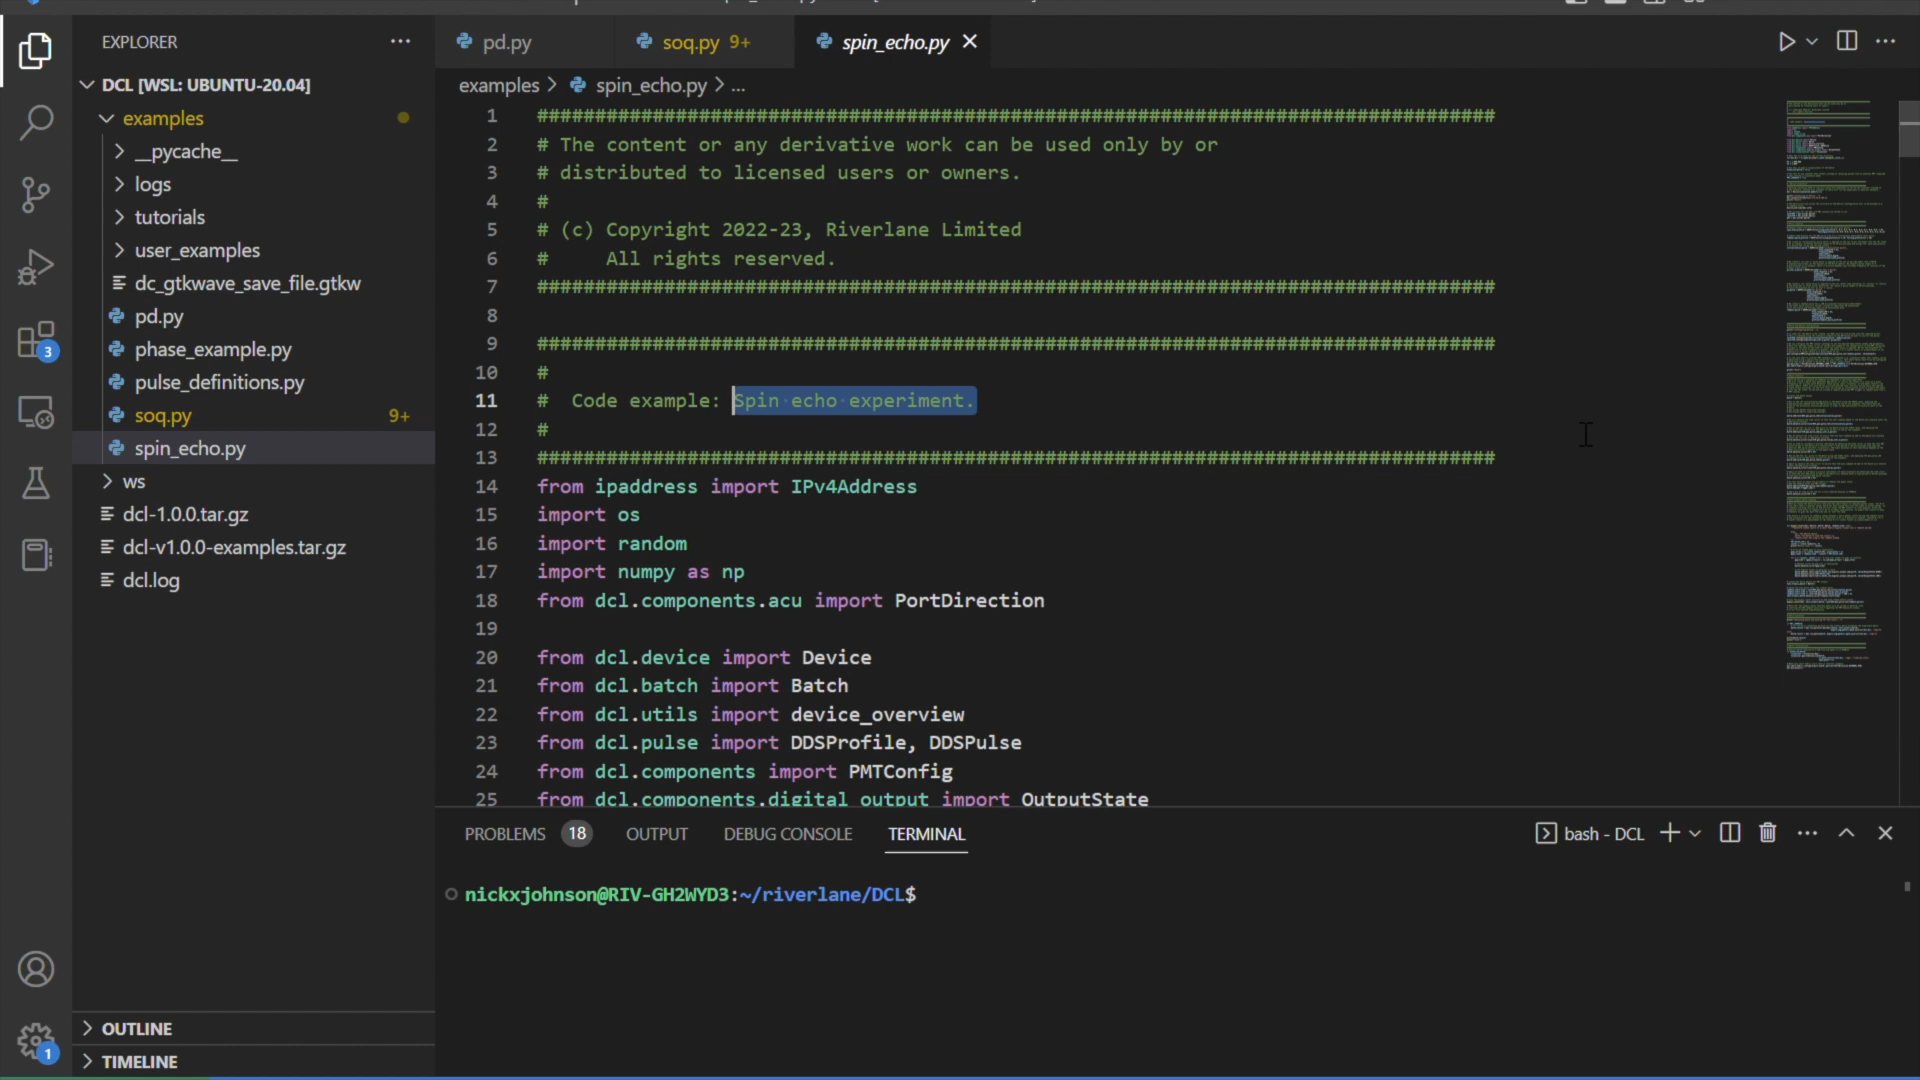 EXPLORER
DCL [WSL: UBUNTU-20.04]
examples
__pycache__
logs
tutorials
user_examples
dc_gtkwave_save_file.gtkw
pd.py
phase_example.py
pulse_definitions.py
soq.py 9+
spin_echo.py
ws
dcl-1.0.0.tar.gz
dcl-v1.0.0-examples.tar.gz
dcl.log
OUTLINE
TIMELINE
3
1
pd.py soq.py 9+ spin_echo.py
examples > spin_echo.py > ...
1 ###################################################################################
2 # The content or any derivative work can be used only by or
3 # distributed to licensed users or owners.
4 #
5 # (c) Copyright 2022-23, Riverlane Limited
6 #     All rights reserved.
7 ###################################################################################
8
9 ###################################################################################
10 #
11 #  Code example: Spin echo experiment.
12 #
13 ###################################################################################
14 from ipaddress import IPv4Address
15 import os
16 import random
17 import numpy as np
18 from dcl.components.acu import PortDirection
19
20 from dcl.device import Device
21 from dcl.batch import Batch
22 from dcl.utils import device_overview
23 from dcl.pulse import DDSProfile, DDSPulse
24 from dcl.components import PMTConfig
25 from dcl.components.digital_output import OutputState
PROBLEMS 18 OUTPUT DEBUG CONSOLE TERMINAL bash - DCL
nickxjohnson@RIV-GH2WYD3:~/riverlane/DCL$